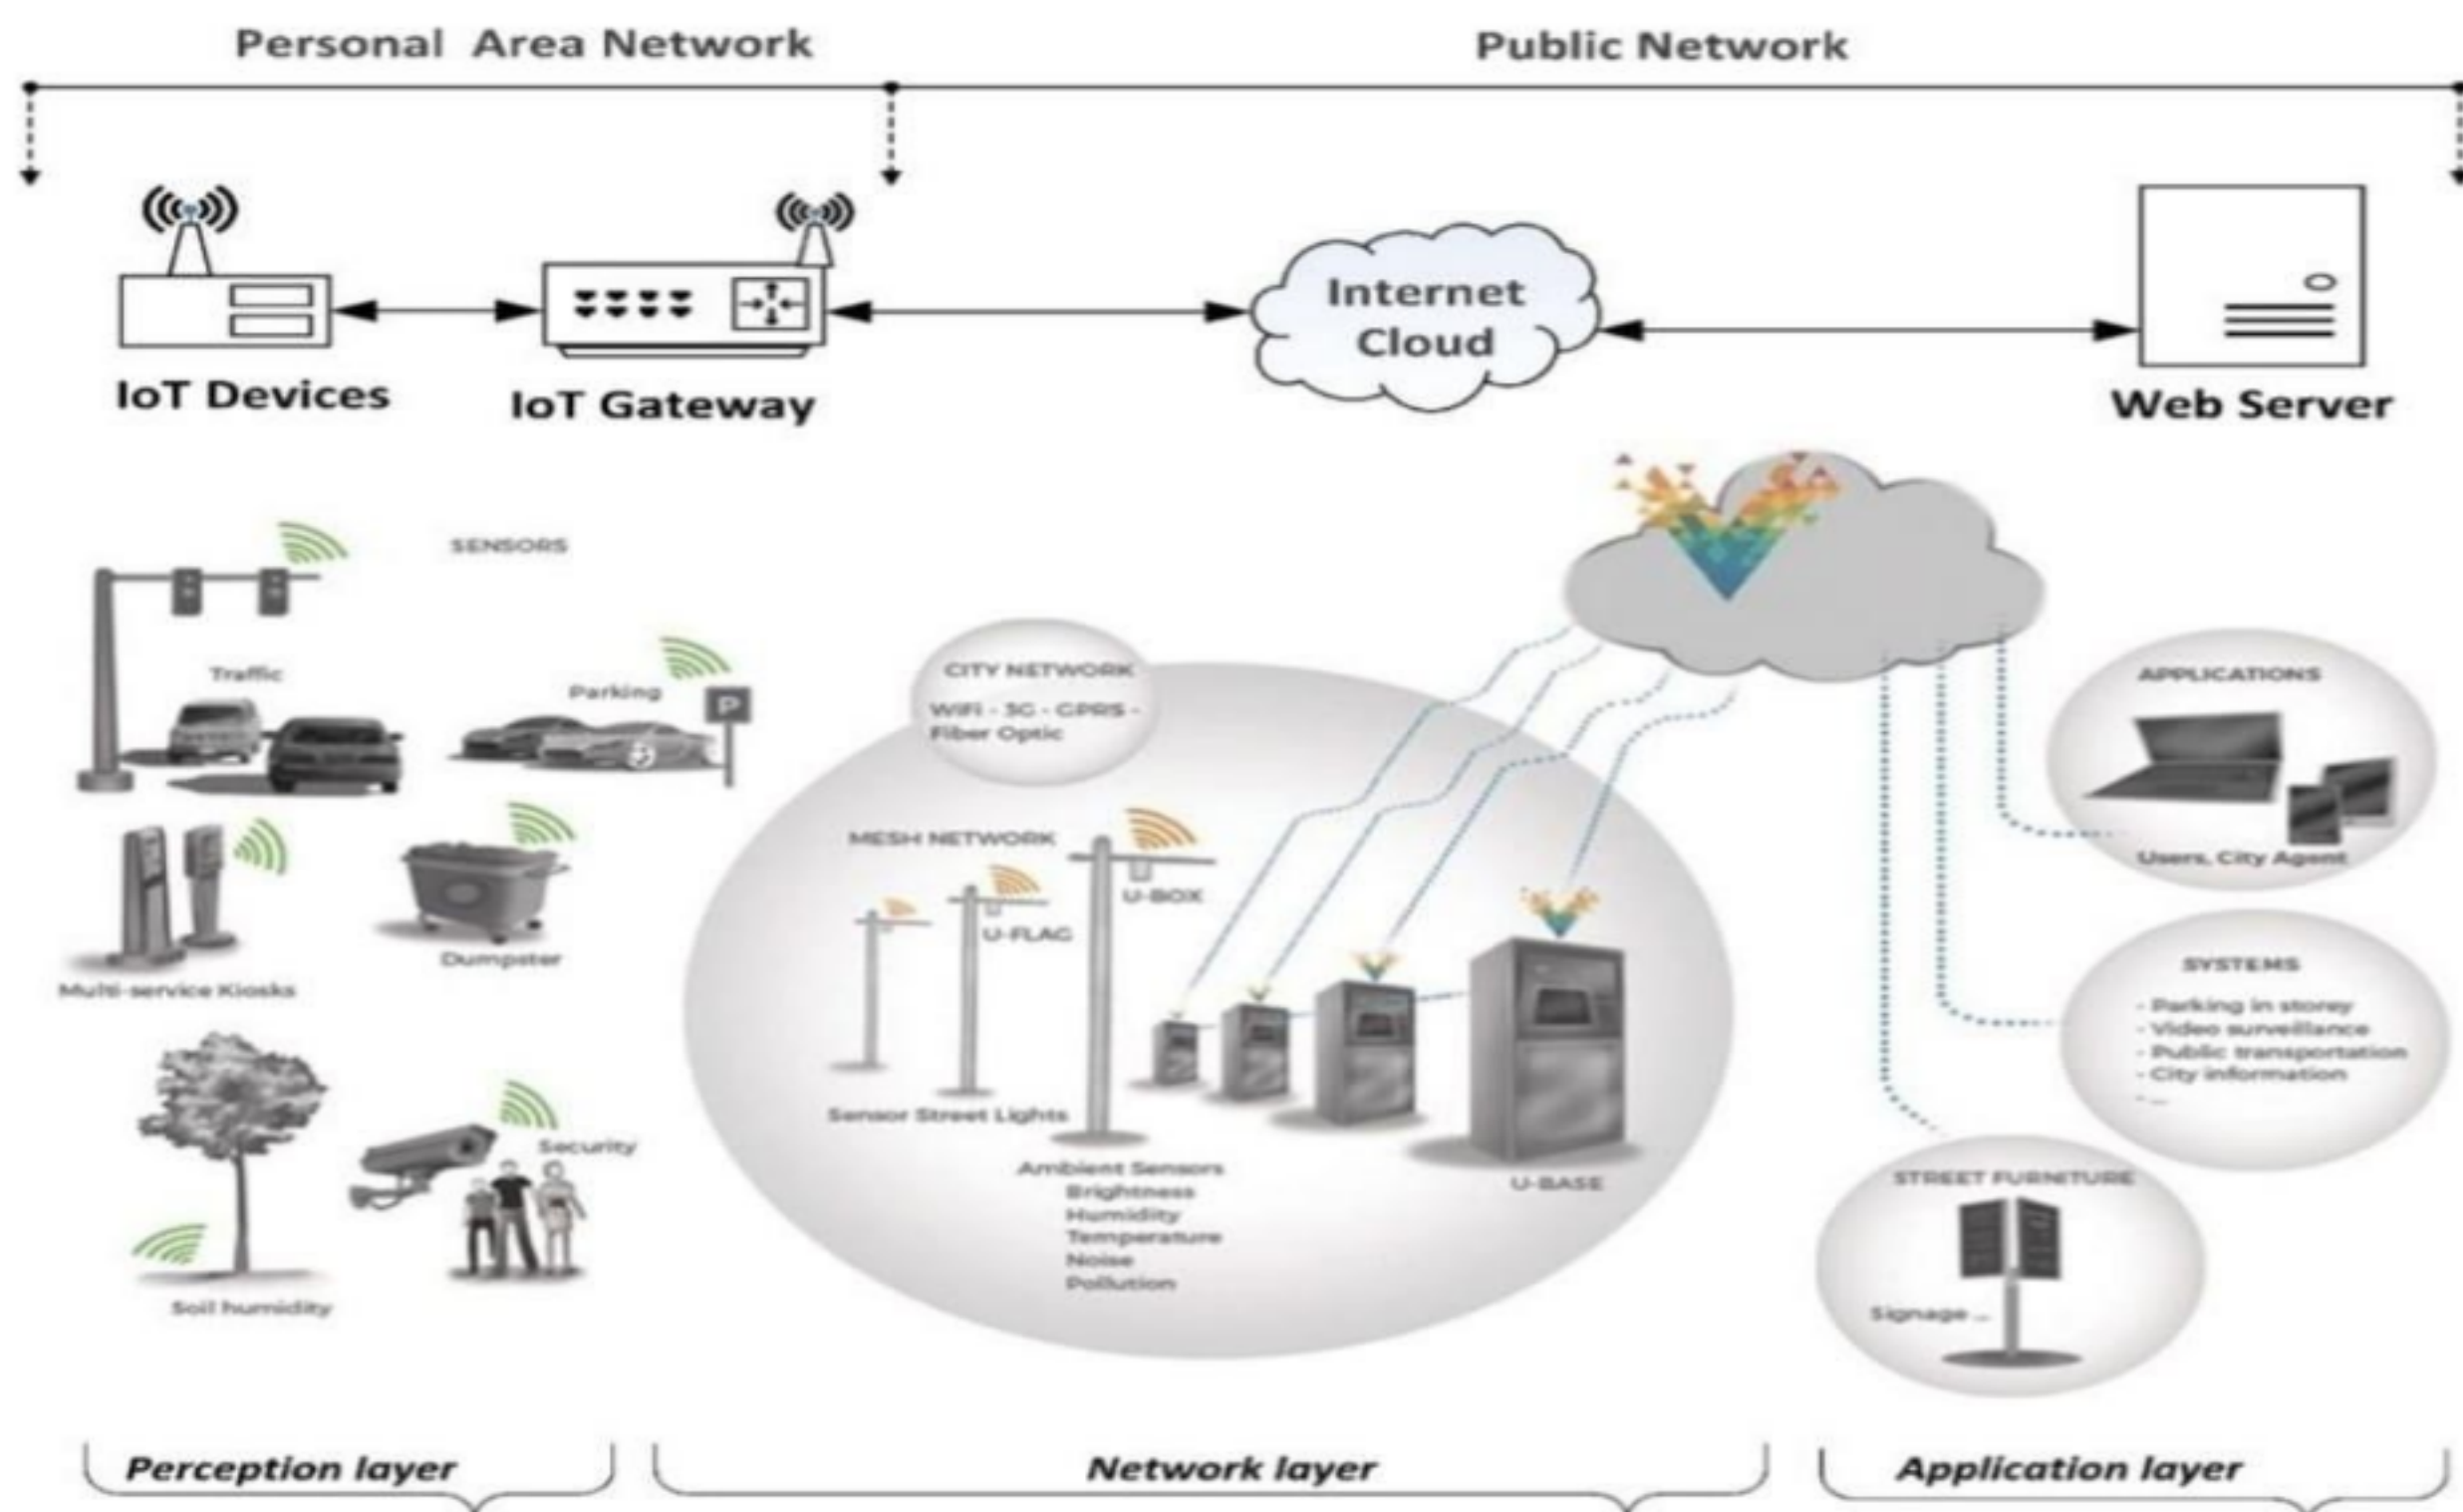 Personal Area Network
Public Network
Internet
Cloud
IoT Devices
IoT Gateway
Web Server
SENSORS
Traffic
Parking
P
Multi-service Kiosks
Dumpster
Soil humidity
Security
CITY NETWORK
WiFi - 3G - GPRS -
Fiber Optic
MESH NETWORK
U-BOX
U-FLAG
Sensor Street Lights
Ambient Sensors
Brightness
Humidity
Temperature
Noise
Pollution
U-BASE
APPLICATIONS
Users, City Agent
SYSTEMS
- Parking in storey
- Video surveillance
- Public transportation
- City information
- ...
STREET FURNITURE
Signage ...
Perception layer
Network layer
Application layer